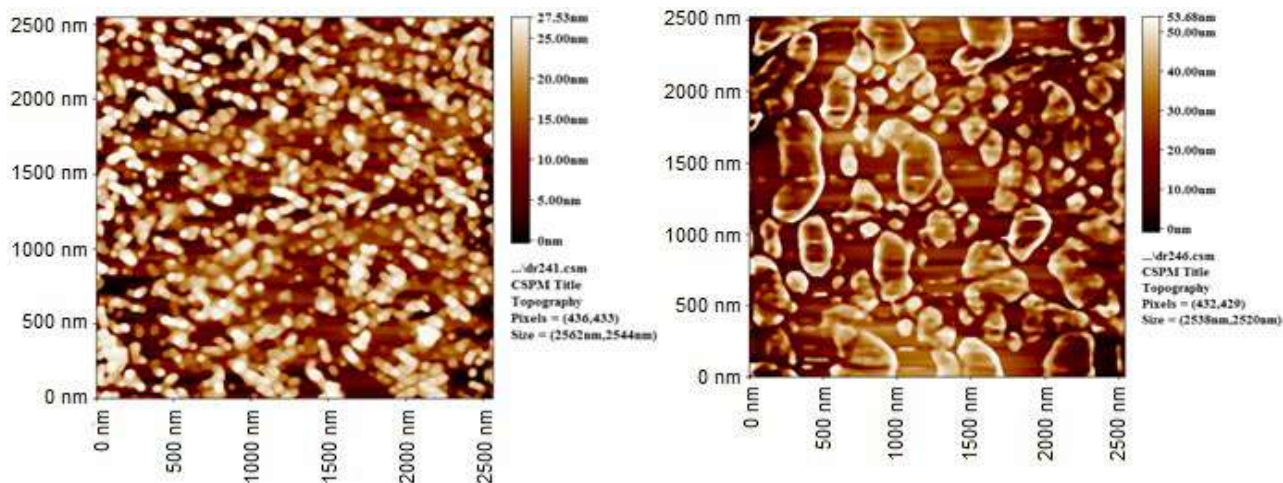 2500 nm
2000 nm
1500 nm
1000 nm
500 nm
0 nm
0 nm
500 nm
1000 nm
1500 nm
2000 nm
2500 nm
27.53nm
25.00nm
20.00nm
15.00nm
10.00nm
5.00nm
0nm
...\dr241.csm
CSPM Title
Topography
Pixels = (436,433)
Size = (2562nm,2544nm)
2500 nm
2000 nm
1500 nm
1000 nm
500 nm
0 nm
0 nm
500 nm
1000 nm
1500 nm
2000 nm
2500 nm
53.68nm
50.00nm
40.00nm
30.00nm
20.00nm
10.00nm
0nm
...\dr246.csm
CSPM Title
Topography
Pixels = (432,429)
Size = (2538nm,2520nm)